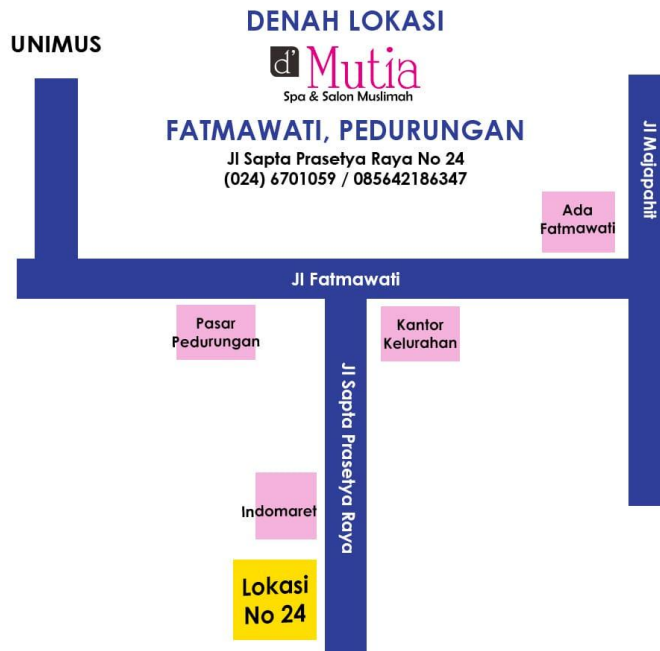 DENAH LOKASI
UNIMUS
d' Mutia
Spa & Salon Muslimah
FATMAWATI, PEDURUNGAN
Jl Sapta Prasetya Raya No 24
(024) 6701059 / 085642186347
Jl Majapahit
Ada
Fatmawati
Jl Fatmawati
Pasar
Pedurungan
Kantor
Kelurahan
Jl Sapta Prasetya Raya
Indomaret
Lokasi
No 24